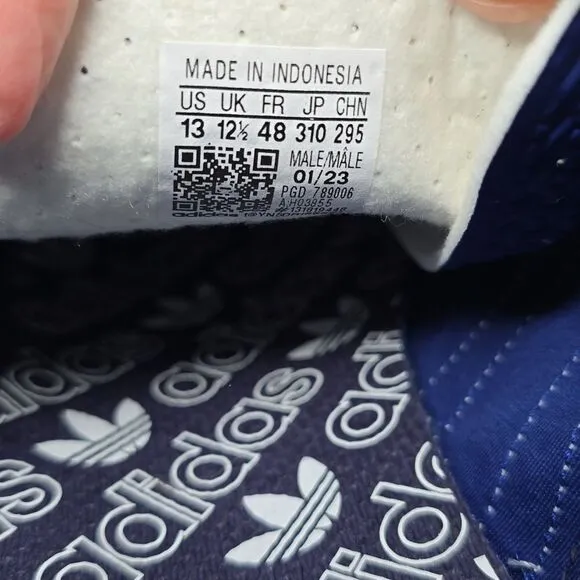 MADE IN INDONESIA
US UK FR JP CHN
13 12½ 48 310 295
MALE/MÂLE
01/23
PGD 789006
AH03855
adidas
adidas
adidas
adidas
adidas